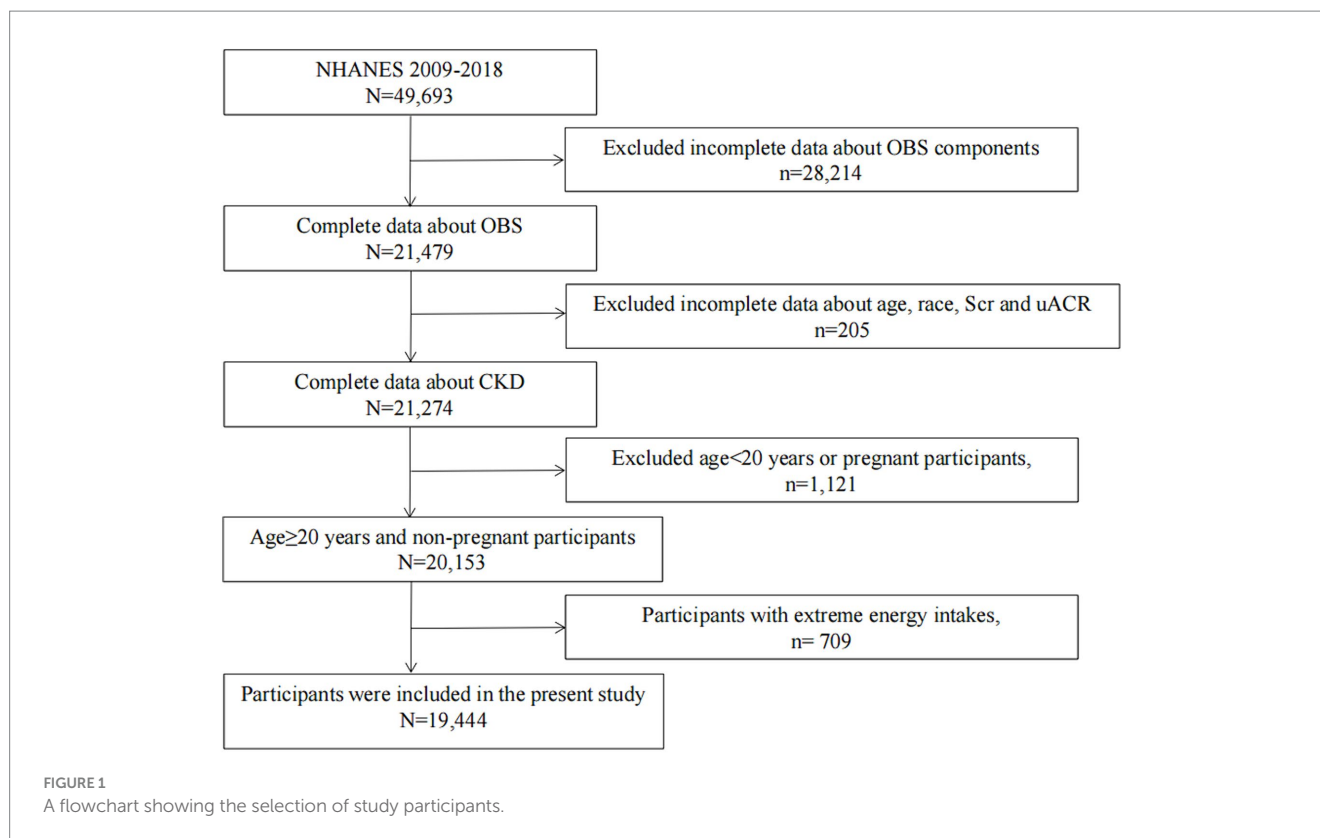 NHANES 2009-2018
N=49,693
Excluded incomplete data about OBS components
n=28,214
Complete data about OBS
N=21,479
Excluded incomplete data about age, race, Scr and uACR
n=205
Complete data about CKD
N=21,274
Excluded age<20 years or pregnant participants,
n=1,121
Age≥20 years and non-pregnant participants
N=20,153
Participants with extreme energy intakes,
n= 709
Participants were included in the present study
N=19,444
FIGURE 1
A flowchart showing the selection of study participants.